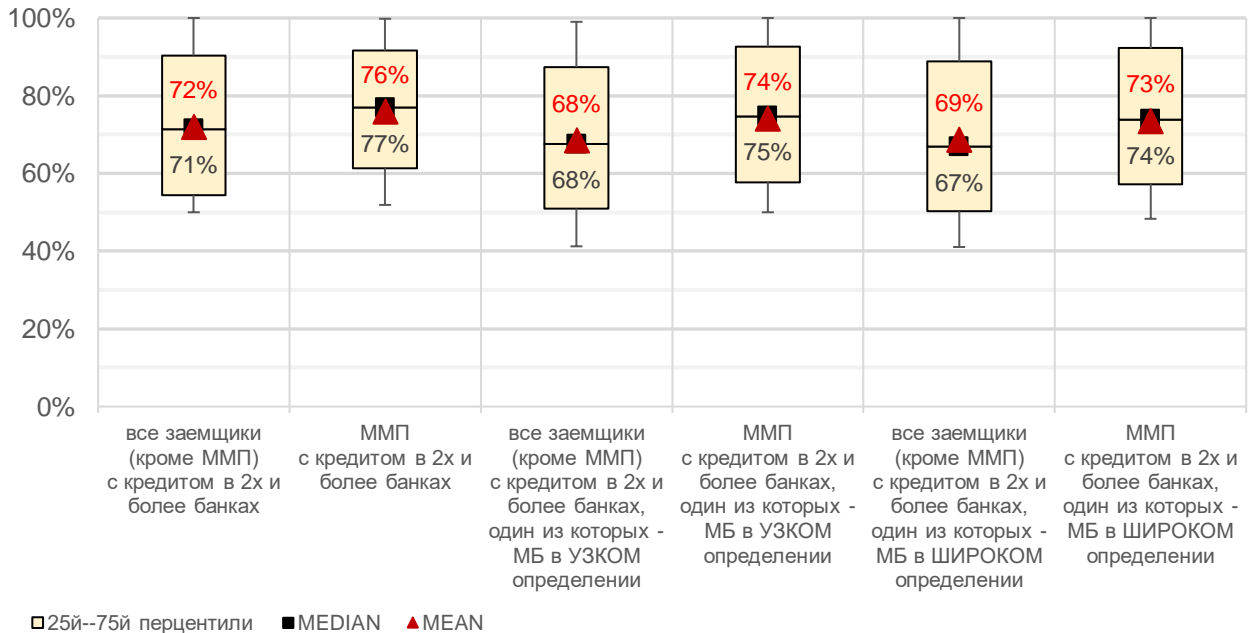 100%
80%
60%
40%
20%
0%
72%
71%
76%
77%
68%
68%
74%
75%
69%
67%
73%
74%
все заемщики
(кроме ММП)
с кредитом в 2х и
более банках
ММП
с кредитом в 2х и
более банках
все заемщики
(кроме ММП)
с кредитом в 2х и
более банках,
один из которых -
МБ в УЗКОМ
определении
ММП
с кредитом в 2х и
более банках,
один из которых -
МБ в УЗКОМ
определении
все заемщики
(кроме ММП)
с кредитом в 2х и
более банках,
один из которых -
МБ в ШИРОКОМ
определении
ММП
с кредитом в 2х и
более банках,
один из которых -
МБ в ШИРОКОМ
определении
25й--75й перцентили
MEDIAN
MEAN